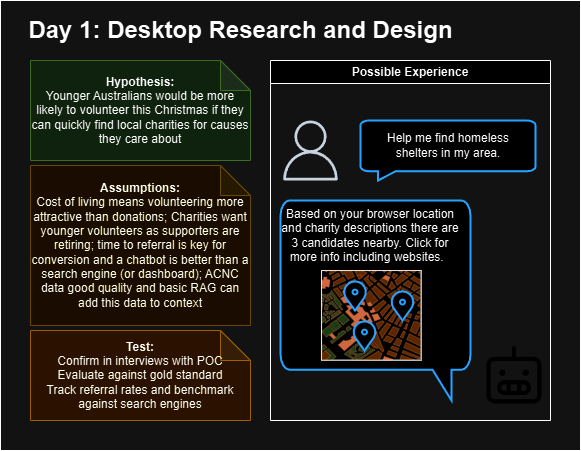 Day 1: Desktop Research and Design
Hypothesis:
Younger Australians would be more
likely to volunteer this Christmas if they
can quickly find local charities for causes
they care about
Assumptions:
Cost of living means volunteering more
attractive than donations; Charities want
younger volunteers as supporters are
retiring; time to referral is key for
conversion and a chatbot is better than a
search engine (or dashboard); ACNC
data good quality and basic RAG can
add this data to context
Test:
Confirm in interviews with POC
Evaluate against gold standard
Track referral rates and benchmark
against search engines
Possible Experience
Help me find homeless
shelters in my area.
Based on your browser location
and charity descriptions there are
3 candidates nearby. Click for
more info including websites.